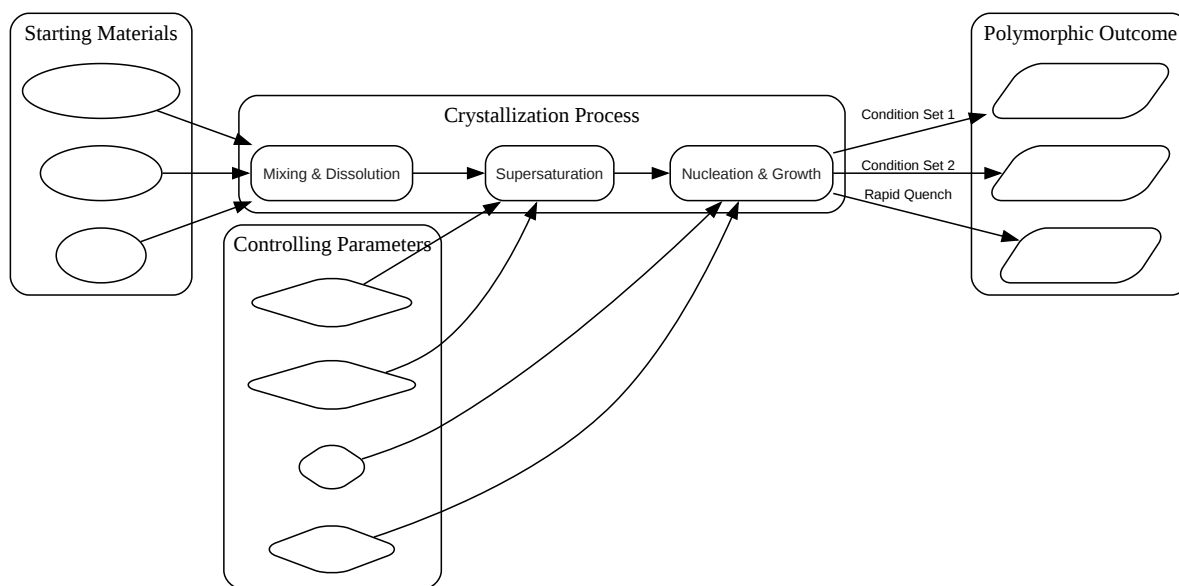 Starting Materials
Polymorphic Outcome
Crystallization Process
Condition Set 1
Mixing & Dissolution
Supersaturation
Nucleation & Growth
Condition Set 2
Rapid Quench
Controlling Parameters